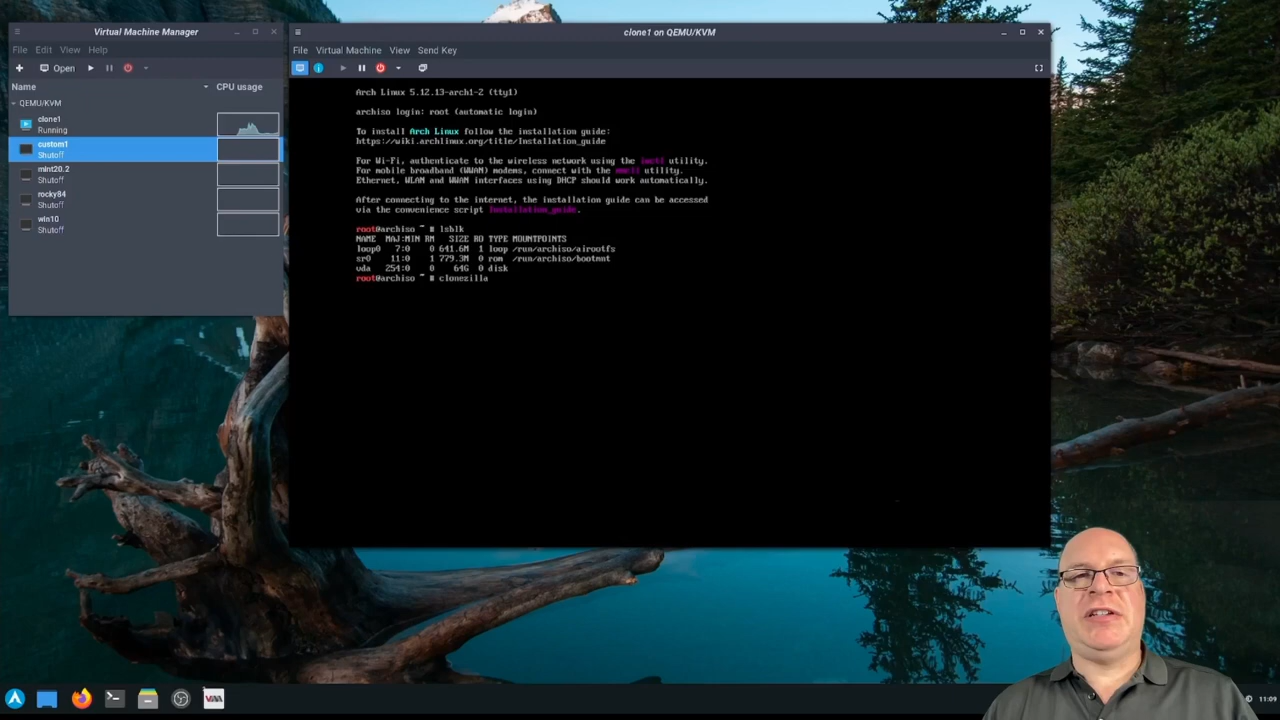 Virtual Machine Manager
File Edit View Help
Open
Name CPU usage
QEMU/KVM
clone1
Running
custom1
Shutoff
mint20.2
Shutoff
rocky84
Shutoff
win10
Shutoff
clone1 on QEMU/KVM
File Virtual Machine View Send Key
Arch Linux 5.12.13-arch1-2 (tty1)
archiso login: root (automatic login)
To install Arch Linux follow the installation guide:
https://wiki.archlinux.org/title/Installation_guide
For Wi-Fi, authenticate to the wireless network using the iwctl utility.
For mobile broadband (WWAN) modems, connect with the mmcli utility.
Ethernet, WLAN and WWAN interfaces using DHCP should work automatically.
After connecting to the internet, the installation guide can be accessed
via the convenience script Installation_guide.
root@archiso ~ # lsblk
NAME MAJ:MIN RM SIZE RO TYPE MOUNTPOINTS
loop0 7:0 0 641.6M 1 loop /run/archiso/airootfs
sr0 11:0 1 779.3M 0 rom /run/archiso/bootmnt
vda 254:0 0 64G 0 disk
root@archiso ~ # clonezilla
11:09